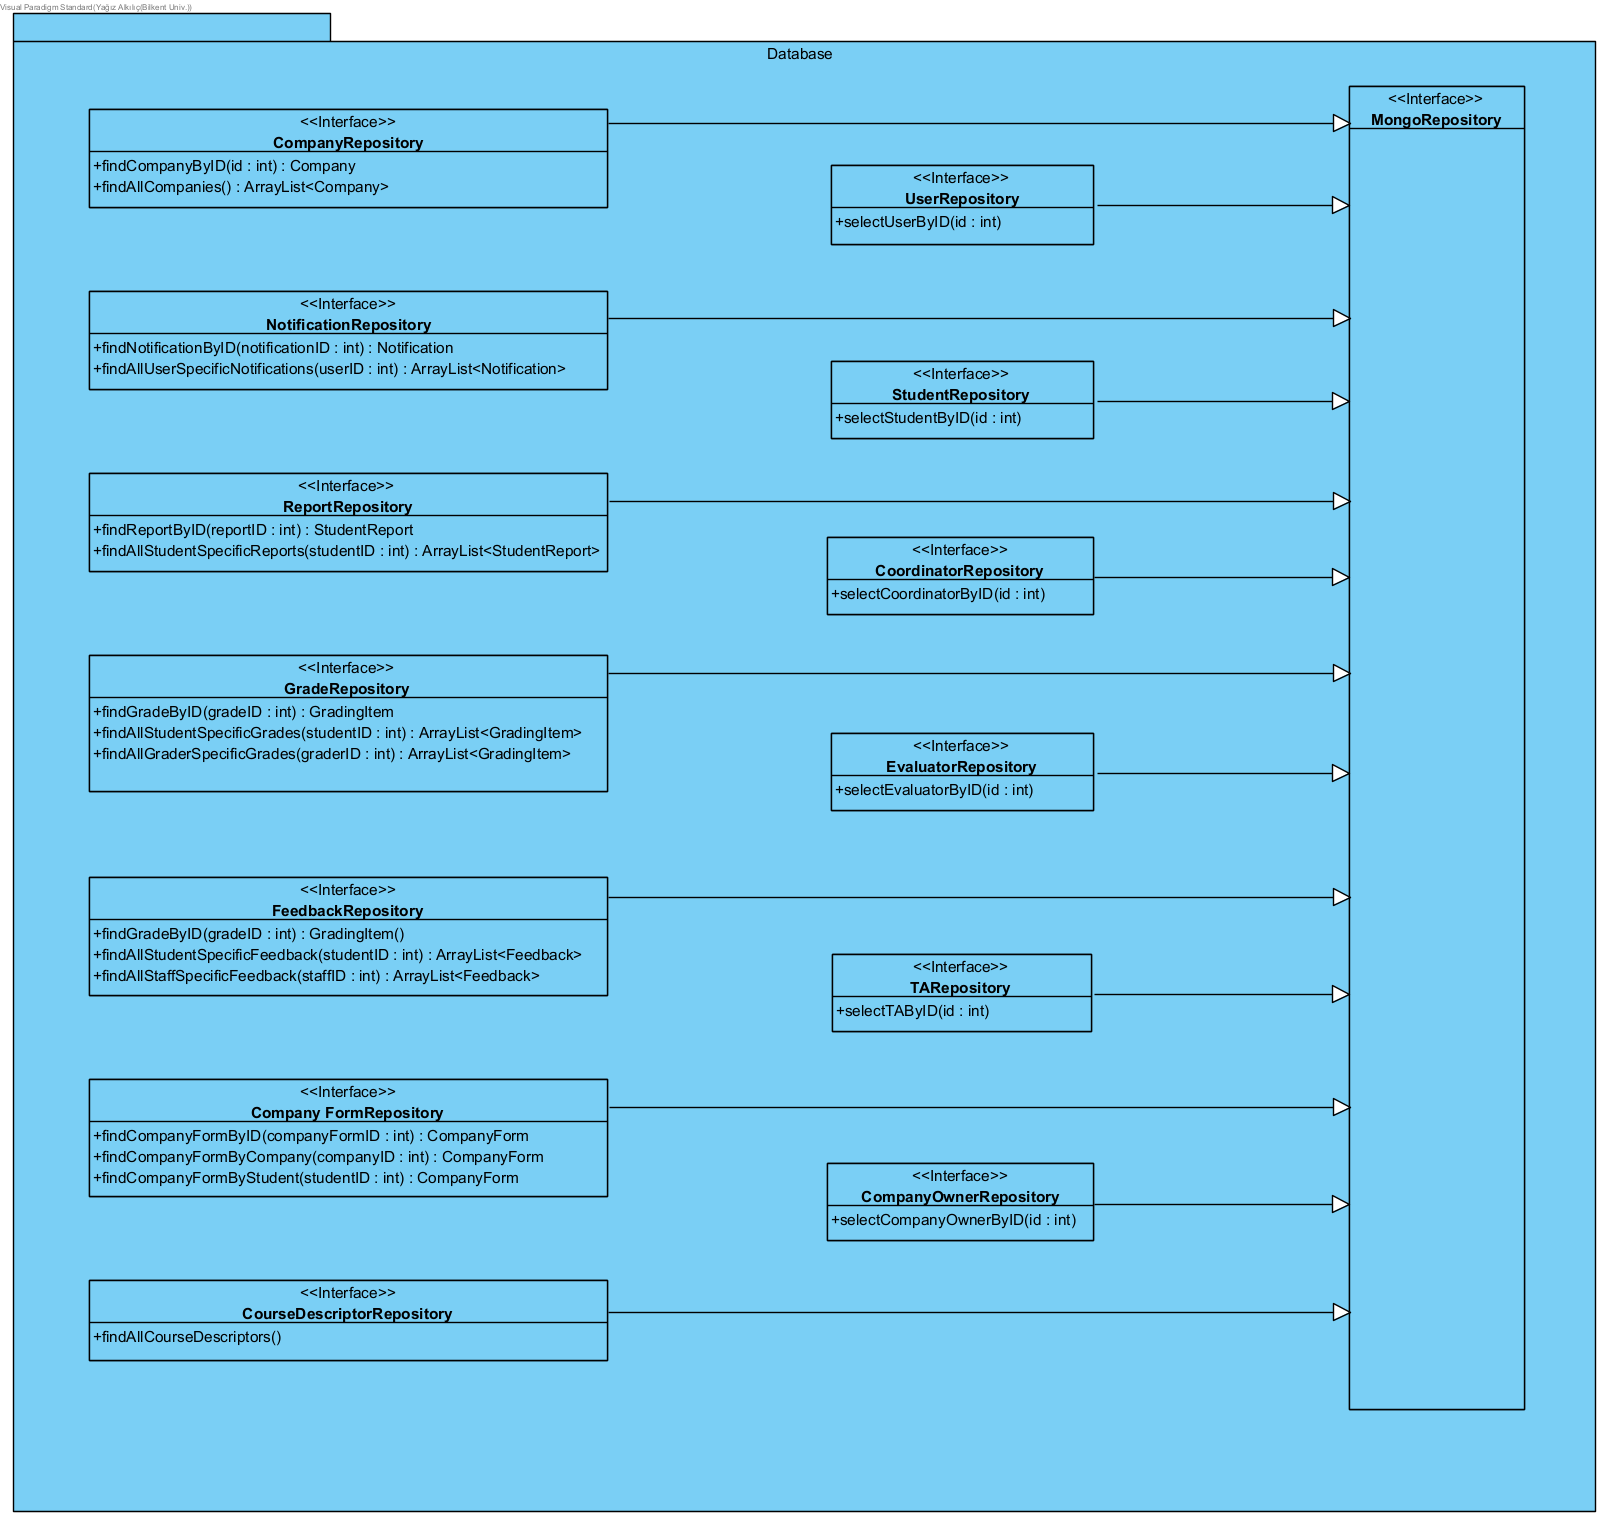 Visual Paradigm Standard(Yağız Alkılıç(Bilkent Univ.))
Database
<<Interface>>
CompanyRepository
+findCompanyByID(id : int) : Company
+findAllCompanies() : ArrayList<Company>
<<Interface>>
MongoRepository
<<Interface>>
UserRepository
+selectUserByID(id : int)
<<Interface>>
NotificationRepository
+findNotificationByID(notificationID : int) : Notification
+findAllUserSpecificNotifications(userID : int) : ArrayList<Notification>
<<Interface>>
StudentRepository
+selectStudentByID(id : int)
<<Interface>>
ReportRepository
+findReportByID(reportID : int) : StudentReport
+findAllStudentSpecificReports(studentID : int) : ArrayList<StudentReport>
<<Interface>>
CoordinatorRepository
+selectCoordinatorByID(id : int)
<<Interface>>
GradeRepository
+findGradeByID(gradeID : int) : GradingItem
+findAllStudentSpecificGrades(studentID : int) : ArrayList<GradingItem>
+findAllGraderSpecificGrades(graderID : int) : ArrayList<GradingItem>
<<Interface>>
EvaluatorRepository
+selectEvaluatorByID(id : int)
<<Interface>>
FeedbackRepository
+findGradeByID(gradeID : int) : GradingItem()
+findAllStudentSpecificFeedback(studentID : int) : ArrayList<Feedback>
+findAllStaffSpecificFeedback(staffID : int) : ArrayList<Feedback>
<<Interface>>
TARepository
+selectTAByID(id : int)
<<Interface>>
Company FormRepository
+findCompanyFormByID(companyFormID : int) : CompanyForm
+findCompanyFormByCompany(companyID : int) : CompanyForm
+findCompanyFormByStudent(studentID : int) : CompanyForm
<<Interface>>
CompanyOwnerRepository
+selectCompanyOwnerByID(id : int)
<<Interface>>
CourseDescriptorRepository
+findAllCourseDescriptors()